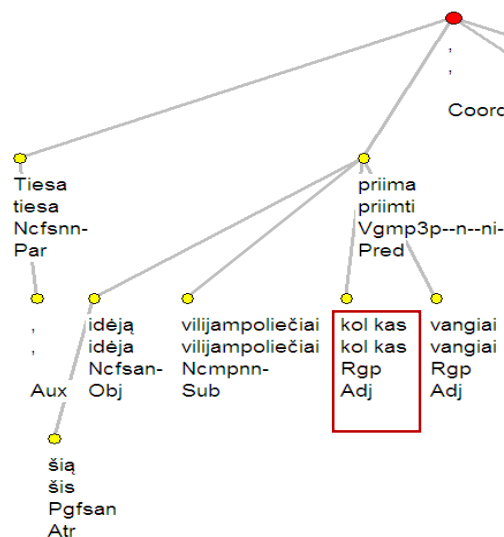 ,
,
Coord
Tiesa
tiesa
Ncfsnn-
Par
priima
priimti
Vgmp3p--n--ni-
Pred
,
,
Aux
idėją
idėja
Ncfsan-
Obj
vilijampoliečiai
vilijampoliečiai
Ncmpnn-
Sub
kol kas
kol kas
Rgp
Adj
vangiai
vangiai
Rgp
Adj
šią
šis
Pgfsan
Atr